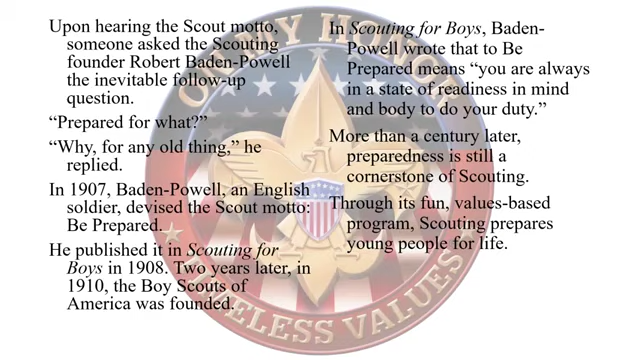 Upon hearing the Scout motto,
someone asked the Scouting
founder Robert Baden-Powell
the inevitable follow-up
question.
“Prepared for what?”
“Why, for any old thing,” he
replied.
In 1907, Baden-Powell, an English
soldier, devised the Scout motto:
Be Prepared.
He published it in Scouting for
Boys in 1908. Two years later, in
1910, the Boy Scouts of
America was founded.
In Scouting for Boys, Baden-
Powell wrote that to Be
Prepared means “you are always
in a state of readiness in mind
and body to do your duty.”
More than a century later,
preparedness is still a
cornerstone of Scouting.
Through its fun, values-based
program, Scouting prepares
young people for life.
ON MY HONOR
TIMELESS VALUES